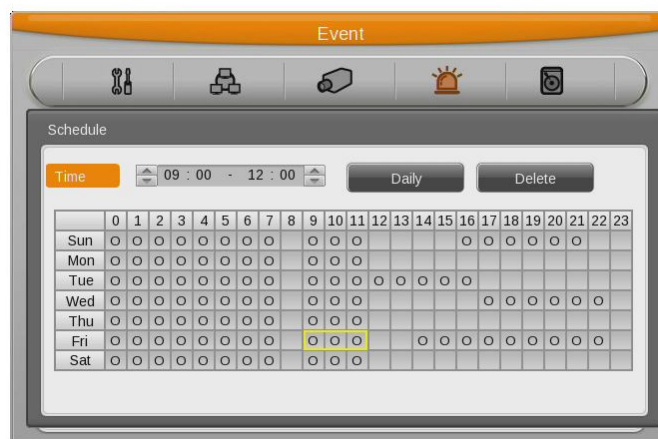 Event
Schedule
Time 09 : 00 - 12 : 00 Daily Delete
0 1 2 3 4 5 6 7 8 9 10 11 12 13 14 15 16 17 18 19 20 21 22 23
Sun O O O O O O O O O O O O O O O O O
Mon O O O O O O O O O O O
Tue O O O O O O O O O O O O O O O O
Wed O O O O O O O O O O O O O O O O O
Thu O O O O O O O O O O O
Fri O O O O O O O O O O O O O O O O O O O O
Sat O O O O O O O O O O O